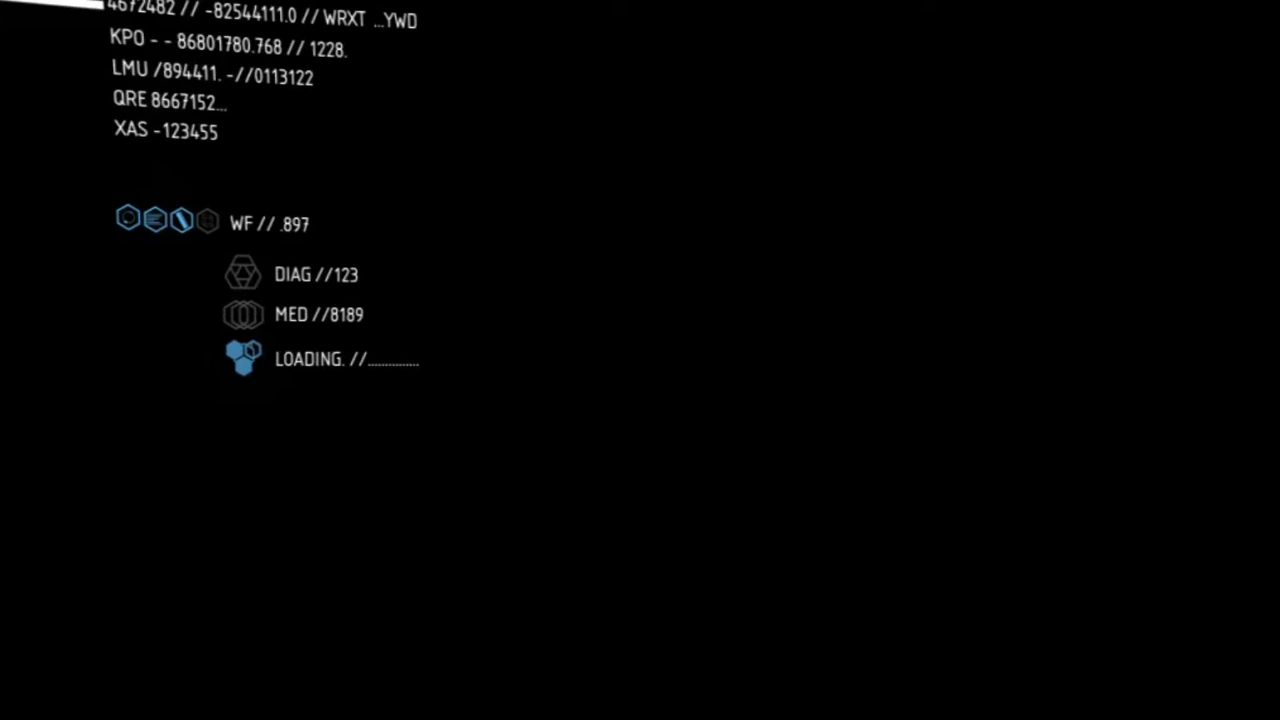 4672482 // -82544111.0 // WRXT ...YWD
KPO - - 86801780.768 // 1228.
LMU /894411. -//0113122
QRE 8667152...
XAS -123455
WF // .897
DIAG //123
MED //8189
LOADING. //...............